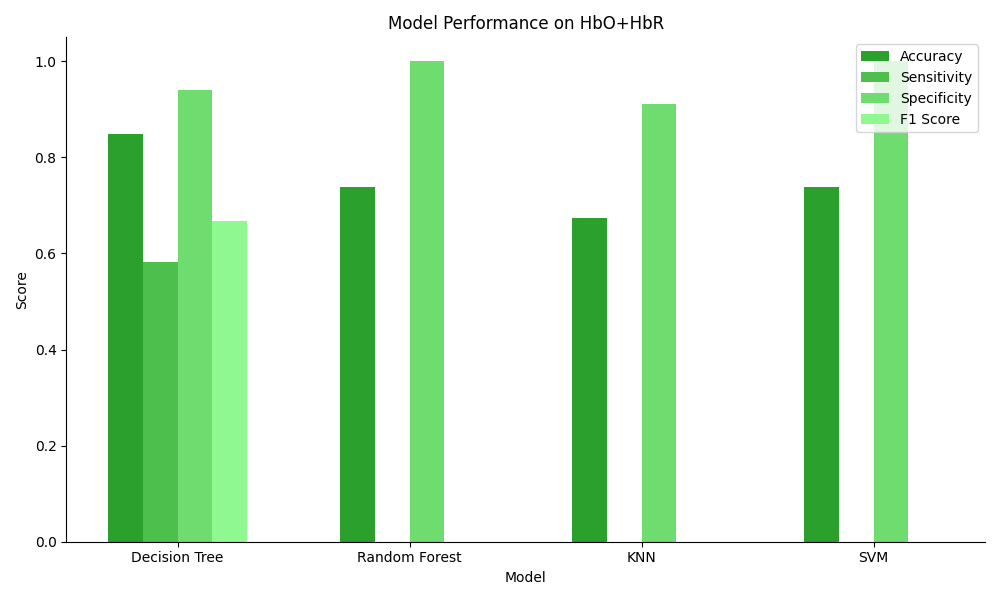 Model Performance on HbO+HbR
Accuracy
Sensitivity
Specificity
F1 Score
1.0
0.8
0.6
0.4
0.2
0.0
Score
Decision Tree
Random Forest
KNN
SVM
Model